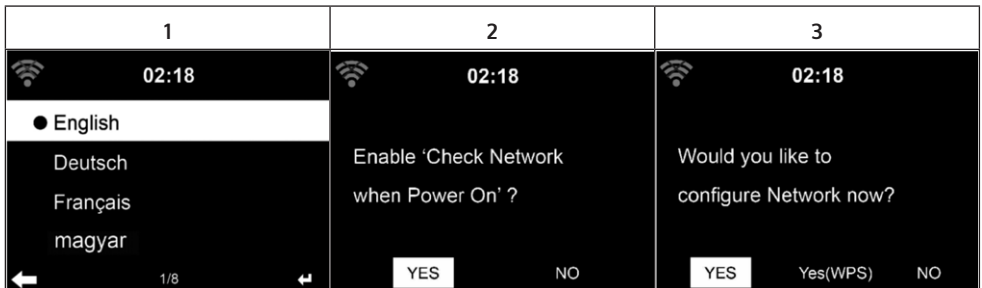 1
02:18
English
Deutsch
Français
magyar
1/8
2
02:18
Enable ‘Check Network
when Power On’ ?
YES NO
3
02:18
Would you like to
configure Network now?
YES Yes(WPS) NO